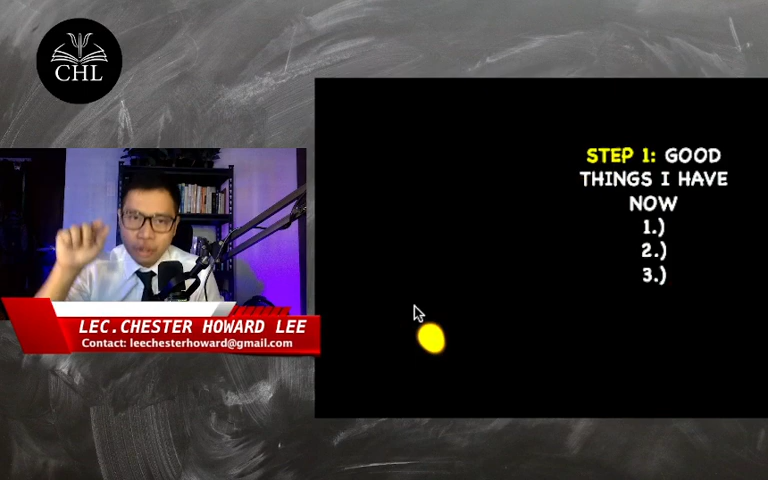 CHL
STEP 1: GOOD
THINGS I HAVE
NOW
1.)
2.)
3.)
LEC.CHESTER HOWARD LEE
Contact: leechesterhoward@gmail.com